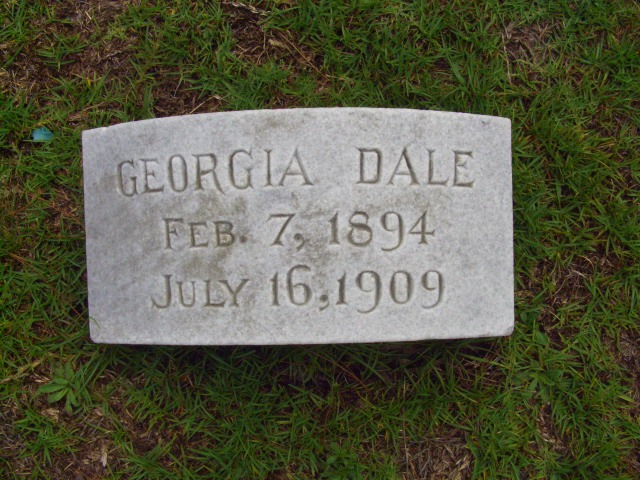 GEORGIA DALE
FEB. 7, 1894
JULY 16, 1909